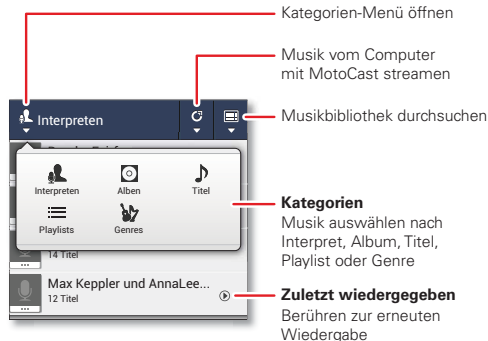 Kategorien-Menü öffnen
Musik vom Computer
mit MotoCast streamen
Musikbibliothek durchsuchen
Interpreten
Interpreten
Alben
Titel
Playlists
Genres
Kategorien
Musik auswählen nach
Interpret, Album, Titel,
Playlist oder Genre
14 Titel
Max Keppler und AnnaLee...
12 Titel
Zuletzt wiedergegeben
Berühren zur erneuten
Wiedergabe